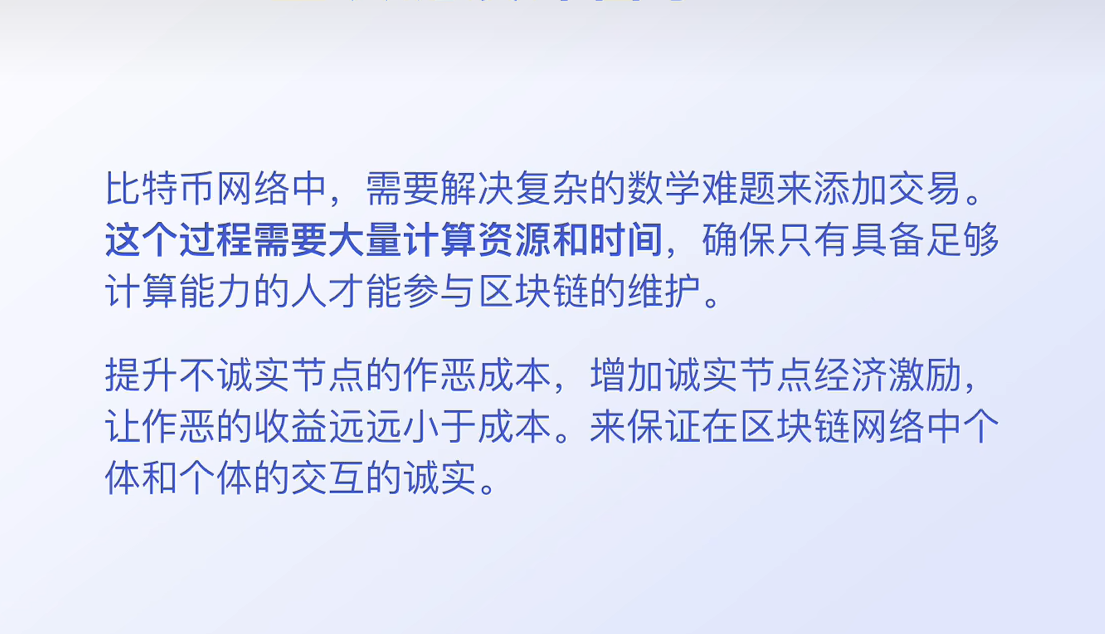 比特币网络中，需要解决复杂的数学难题来添加交易。
这个过程需要大量计算资源和时间，确保只有具备足够
计算能力的人才能参与区块链的维护。
提升不诚实节点的作恶成本，增加诚实节点经济激励，
让作恶的收益远远小于成本。来保证在区块链网络中个
体和个体的交互的诚实。